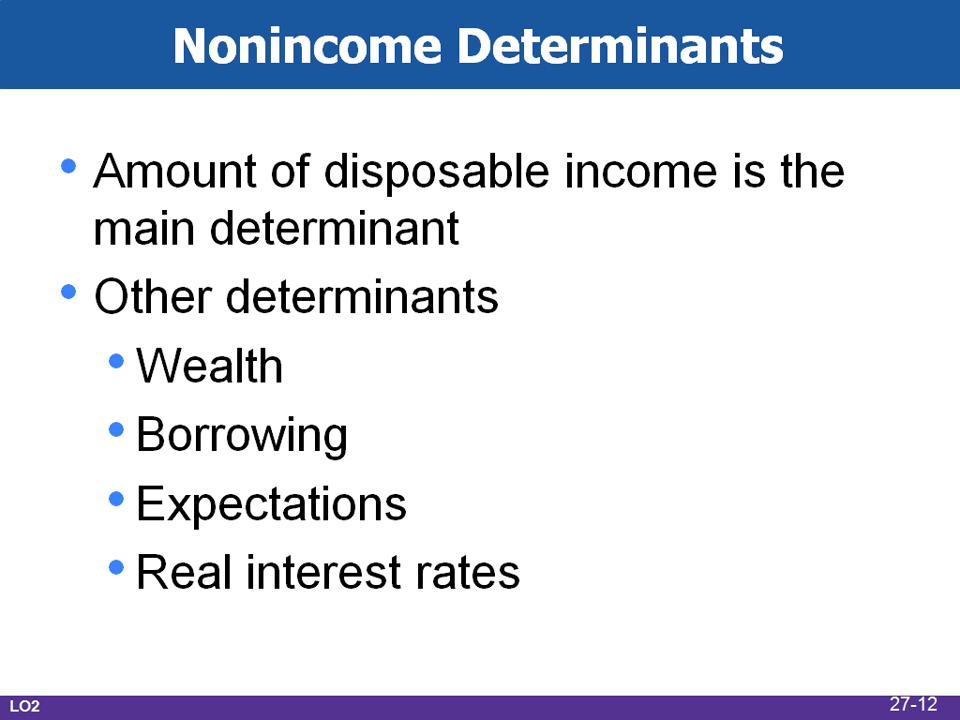 Nonincome Determinants
• Amount of disposable income is the
main determinant
• Other determinants
• Wealth
• Borrowing
• Expectations
• Real interest rates
LO2
27-12